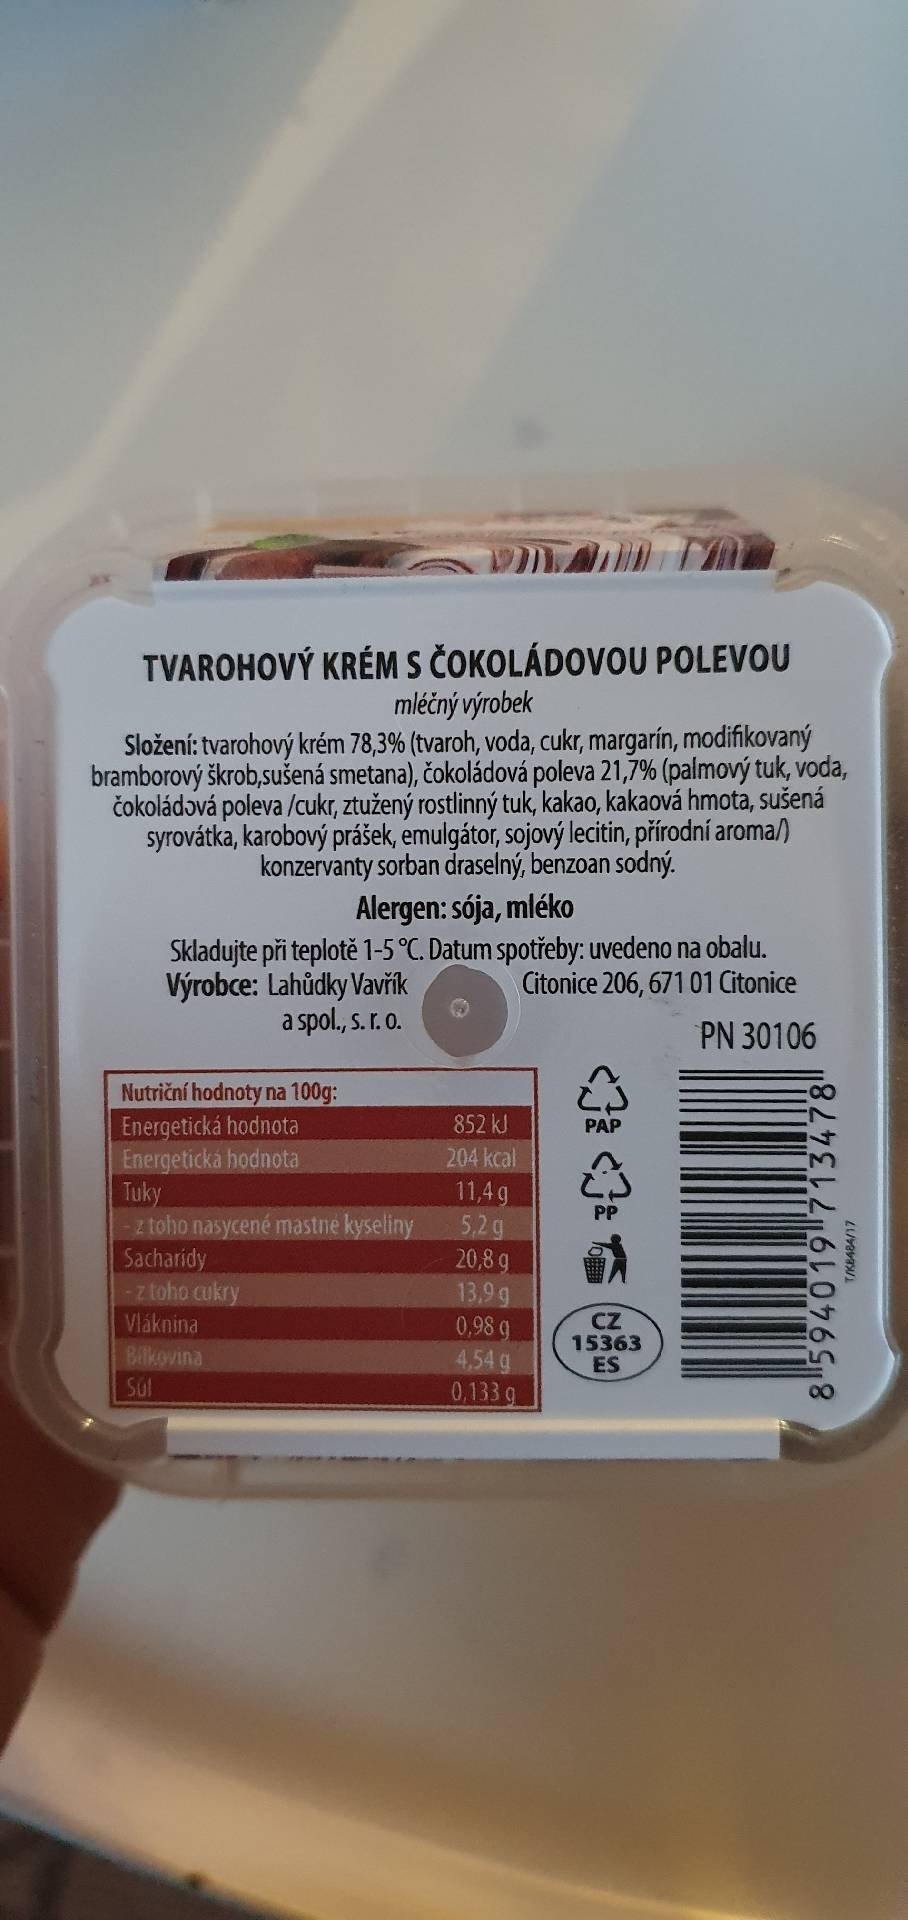 TVAROHOVÝ KRÉM S ČOKOLÁDOVOU POLEVOU
mléčný výrobek
Složení: tvarohový krém 78,3% (tvaroh, voda, cukr, margarín, modifikovaný
bramborový škrob,sušená smetana), čokoládová poleva 21,7% (palmový tuk, voda,
čokoládová poleva /cukr, ztužený rostlinný tuk, kakao, kakaová hmota, sušená
syrovátka, karobový prášek, emulgátor, sojový lecitin, přírodní aroma/)
konzervanty sorban draselný, benzoan sodný.
Alergen: sója, mléko
Skladujte při teplotě 1-5 °C. Datum spotřeby: uvedeno na obalu.
Výrobce: Lahůdky Vavřík Citonice 206, 671 01 Citonice
a spol., s. r. o.
PN 30106
Nutriční hodnoty na 100g:
Energetická hodnota 852 kJ
Energetická hodnota 204 kcal
Tuky 11,4 g
- z toho nasycené mastné kyseliny 5,2 g
Sacharidy 20,8 g
- z toho cukry 13,9 g
Vláknina 0,98 g
Bílkovina 4,54 g
Sůl 0,133 g
PAP
PP
CZ
15363
ES
8 594019 713478
T/K6484/17